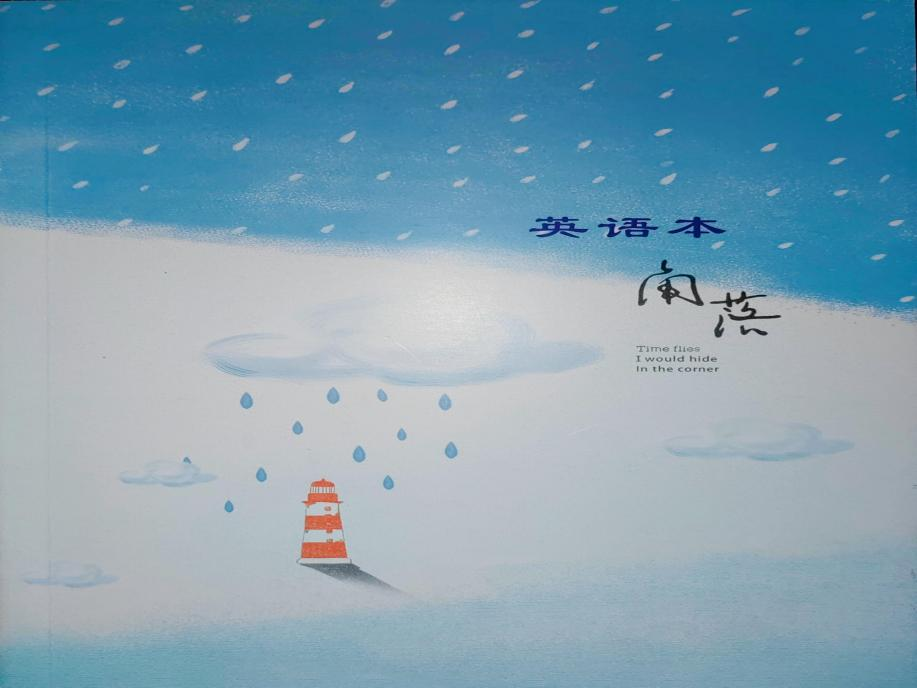 英语本
角落
Time flies
I would hide
In the corner